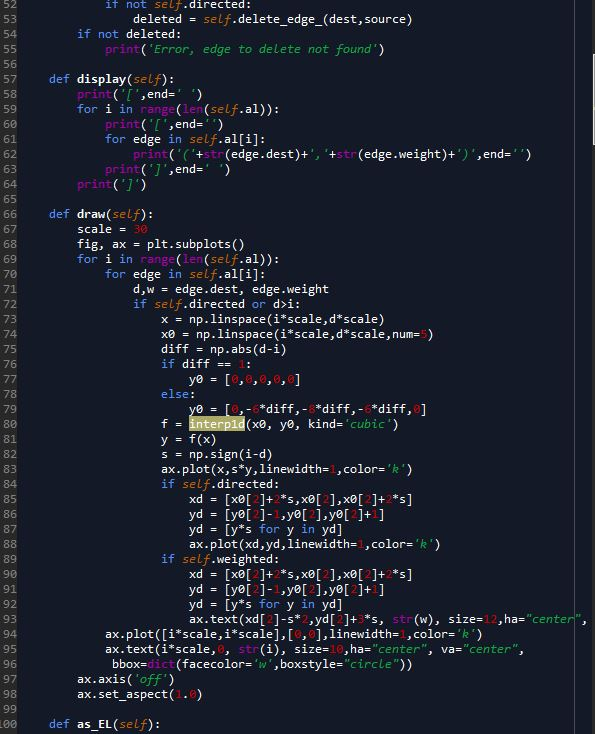 52 if not self.directed:
53 deleted = self.delete_edge_(dest,source)
54 if not deleted:
55 print('Error, edge to delete not found')
56
57 def display(self):
58 print('[',end=' ')
59 for i in range(len(self.al)):
60 print('[',end='')
61 for edge in self.al[i]:
62 print('('+str(edge.dest)+','+str(edge.weight)+')',end='')
63 print(']',end=' ')
64 print(']')
65
66 def draw(self):
67 scale = 30
68 fig, ax = plt.subplots()
69 for i in range(len(self.al)):
70 for edge in self.al[i]:
71 d,w = edge.dest, edge.weight
72 if self.directed or d>i:
73 x = np.linspace(i*scale,d*scale)
74 x0 = np.linspace(i*scale,d*scale,num=5)
75 diff = np.abs(d-i)
76 if diff == 1:
77 y0 = [0,0,0,0,0]
78 else:
79 y0 = [0,-6*diff,-8*diff,-6*diff,0]
80 f = interp1d(x0, y0, kind='cubic')
81 y = f(x)
82 s = np.sign(i-d)
83 ax.plot(x,s*y,linewidth=1,color='k')
84 if self.directed:
85 xd = [x0[2]+2*s,x0[2],x0[2]+2*s]
86 yd = [y0[2]-1,y0[2],y0[2]+1]
87 yd = [y*s for y in yd]
88 ax.plot(xd,yd,linewidth=1,color='k')
89 if self.weighted:
90 xd = [x0[2]+2*s,x0[2],x0[2]+2*s]
91 yd = [y0[2]-1,y0[2],y0[2]+1]
92 yd = [y*s for y in yd]
93 ax.text(xd[2]-s*2,yd[2]+3*s, str(w), size=12,ha="center",
94 ax.plot([i*scale,i*scale],[0,0],linewidth=1,color='k')
95 ax.text(i*scale,0, str(i), size=10,ha="center", va="center",
96 bbox=dict(facecolor='w',boxstyle="circle"))
97 ax.axis('off')
98 ax.set_aspect(1.0)
99
100 def as_EL(self):